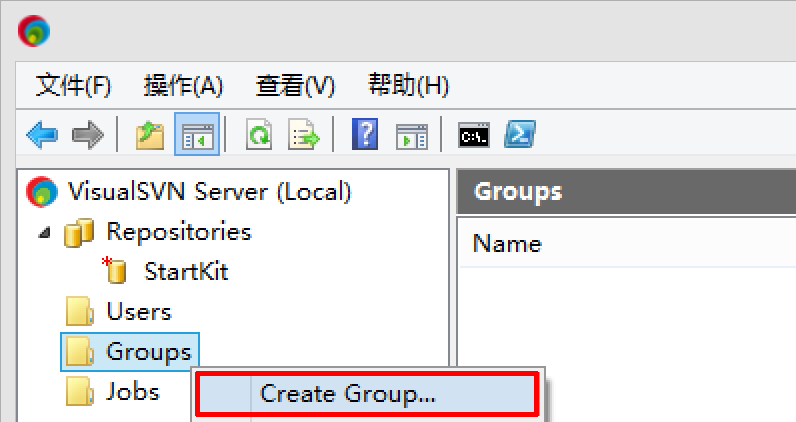 文件(F) 操作(A) 查看(V) 帮助(H)
C:\.
VisualSVN Server (Local)
Groups
Repositories
Name
StartKit
Users
Groups
Jobs
Create Group...